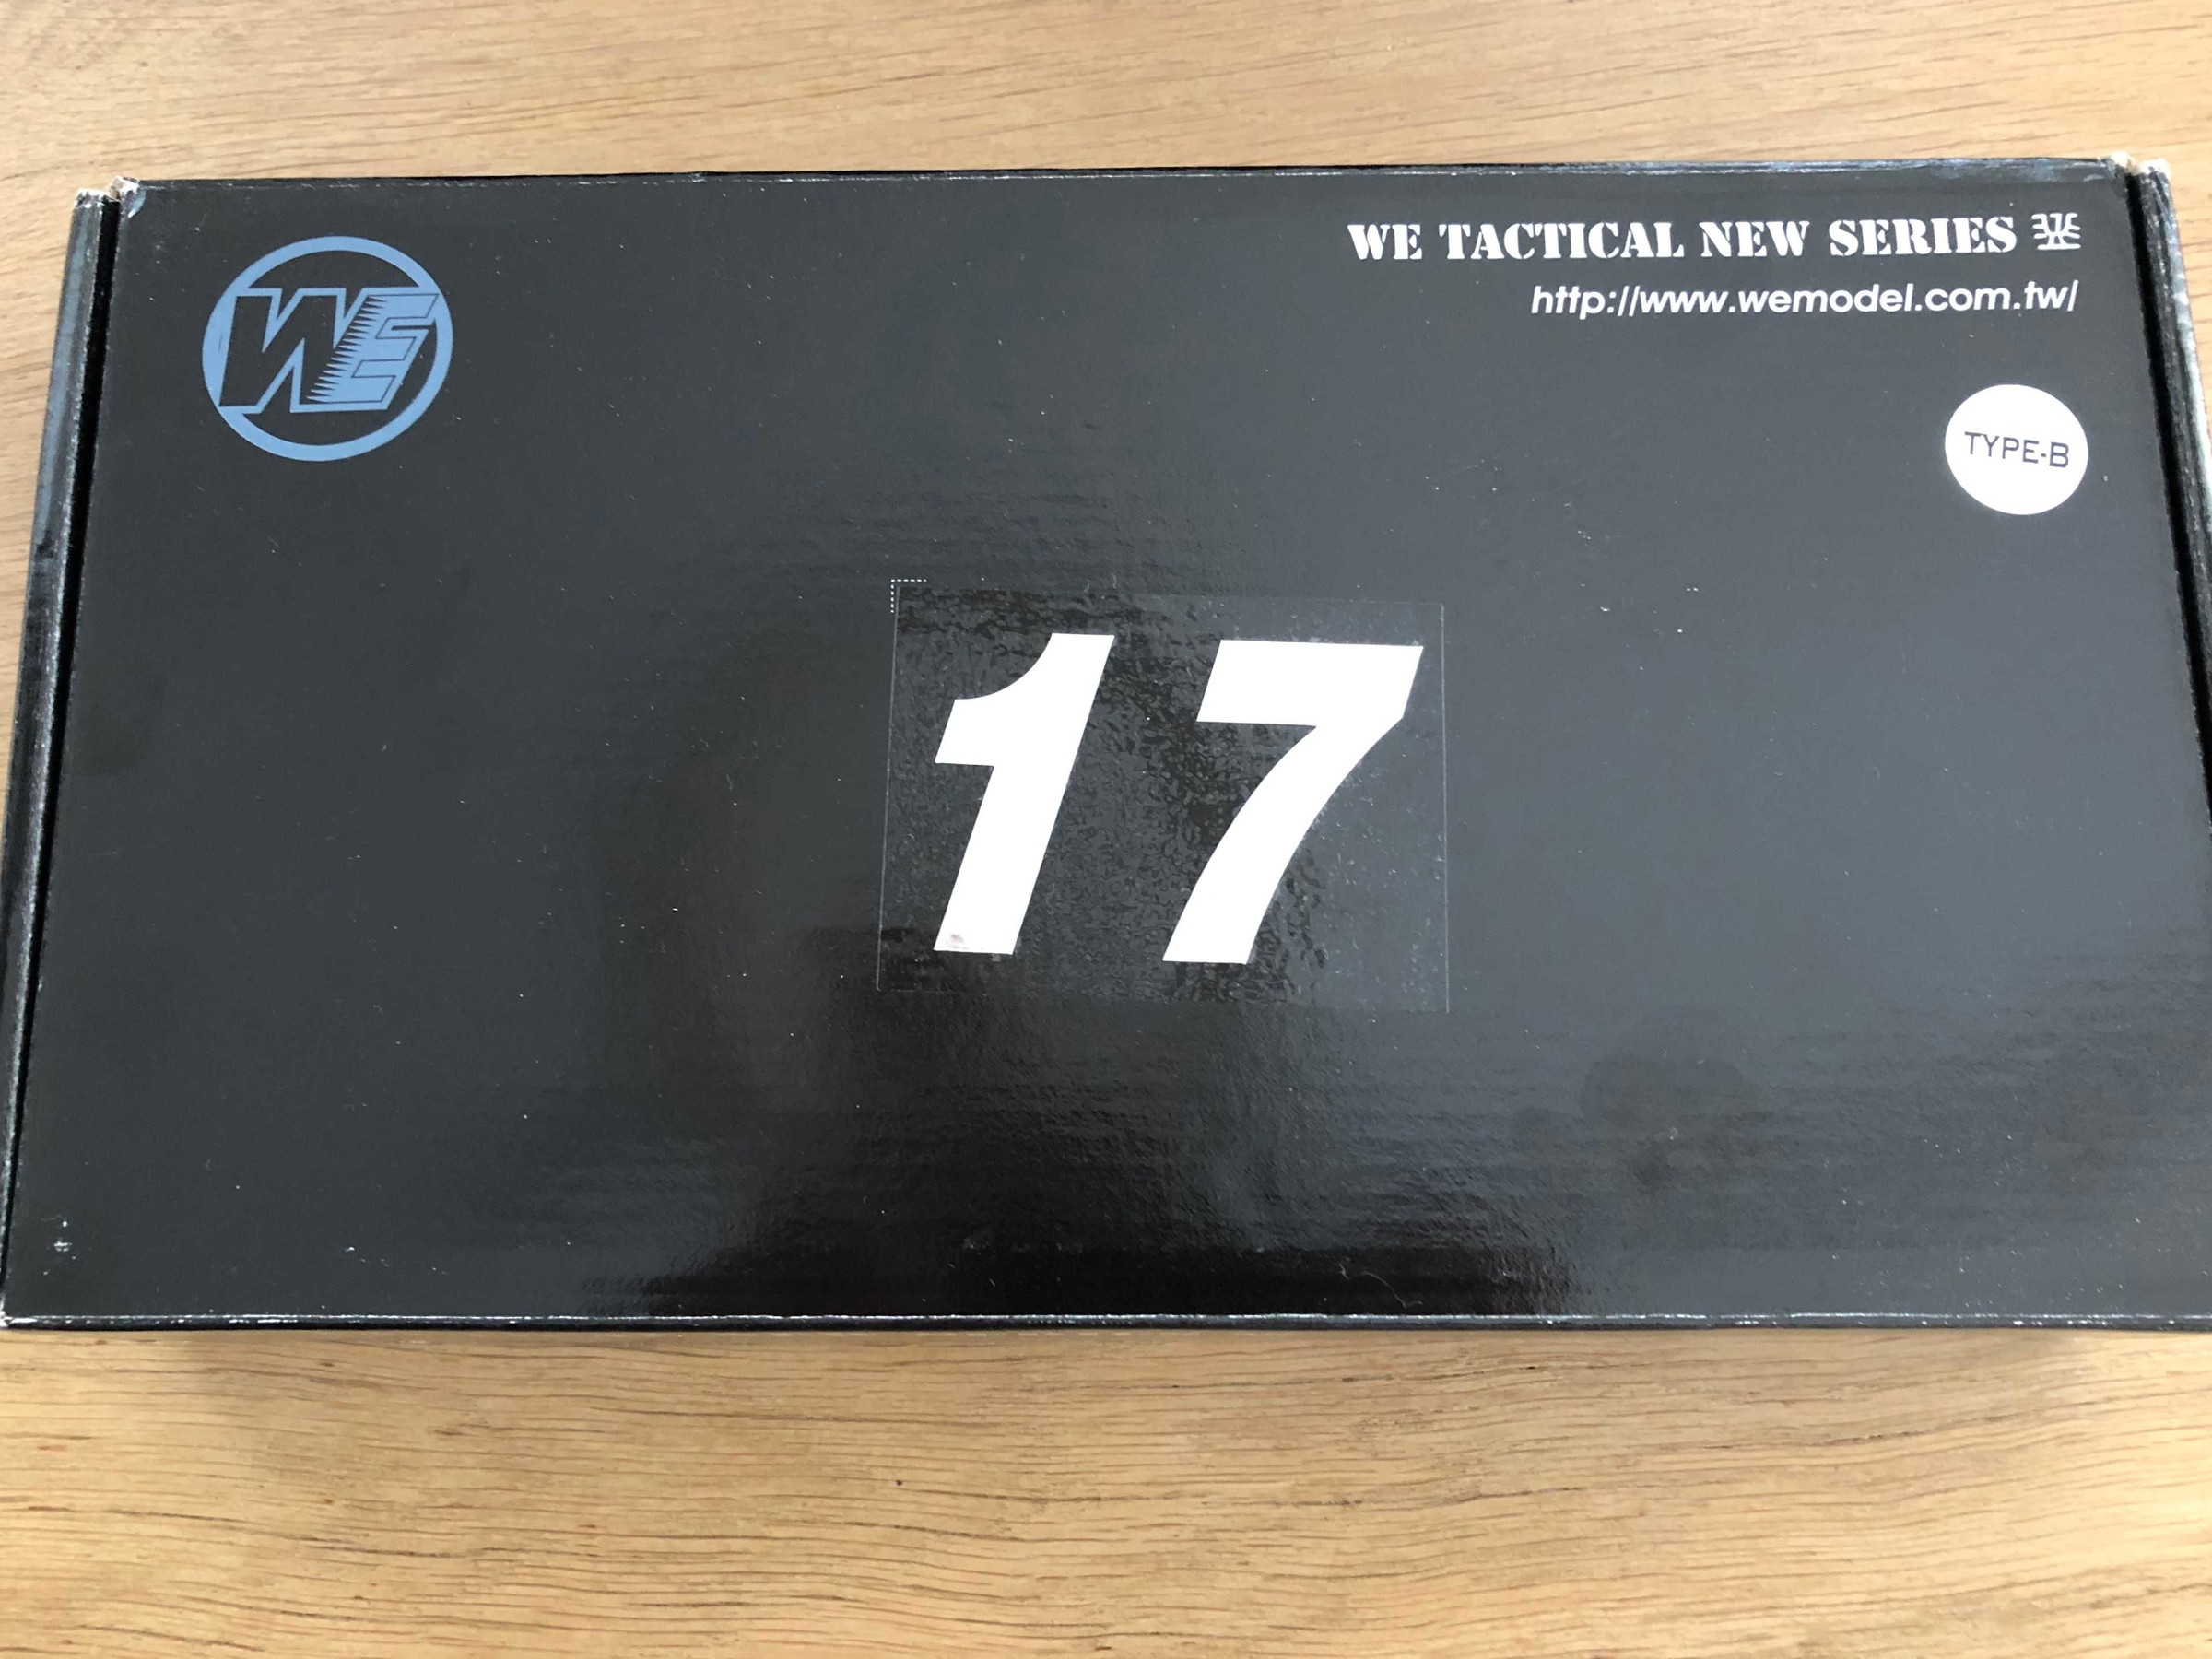 WE
WE TACTICAL NEW SERIES
http://www.wemodel.com.tw/
TYPE-B
17